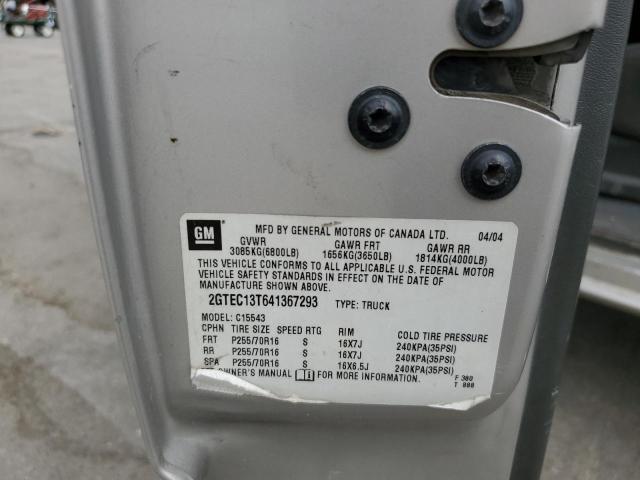 GM MFD BY GENERAL MOTORS OF CANADA LTD. 04/04
GVWR GAWR FRT GAWR RR
3085KG(6800LB) 1656KG(3650LB) 1814KG(4000LB)
THIS VEHICLE CONFORMS TO ALL APPLICABLE U.S. FEDERAL MOTOR
VEHICLE SAFETY STANDARDS IN EFFECT ON THE DATE OF
MANUFACTURE SHOWN ABOVE.
2GTEC13T641367293 TYPE: TRUCK
MODEL: C15543
CPHN TIRE SIZE SPEED RTG RIM COLD TIRE PRESSURE
FRT P255/70R16 S 16X7J 240KPA(35PSI)
RR P255/70R16 S 16X7J 240KPA(35PSI)
SPA P255/70R16 S 16X6.5J 240KPA(35PSI)
OWNER'S MANUAL FOR MORE INFORMATION. F 380
T 880